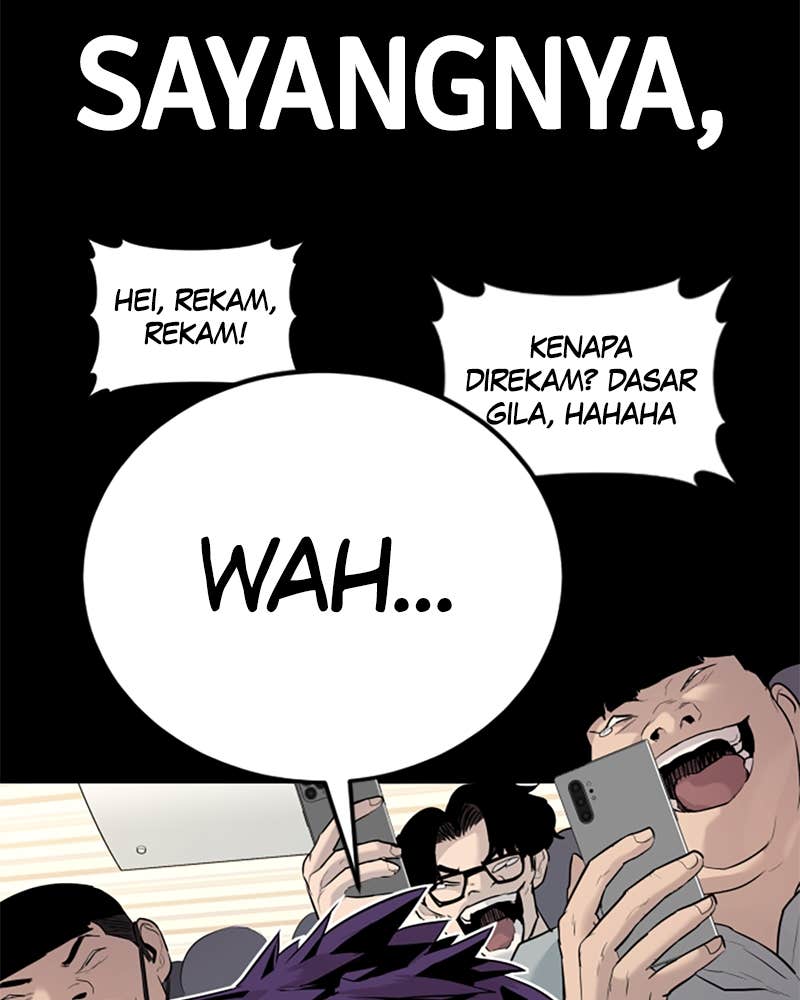 SAYANGNYA,
HEI, REKAM,
REKAM!
KENAPA
DIREKAM? DASAR
GILA, HAHAHA
WAH...